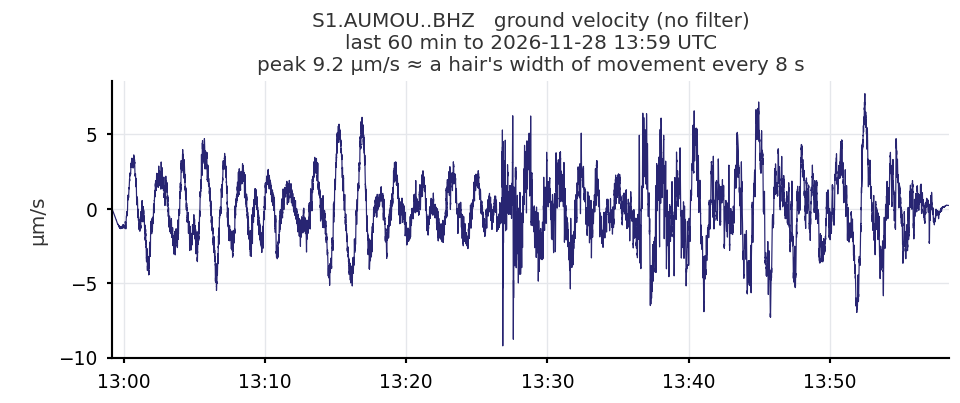 S1.AUMOU..BHZ   ground velocity (no filter)
last 60 min to 2026-11-28 13:59 UTC
peak 9.2 μm/s ≈ a hair's width of movement every 8 s
5
0
−5
−10
μm/s
13:00
13:10
13:20
13:30
13:40
13:50